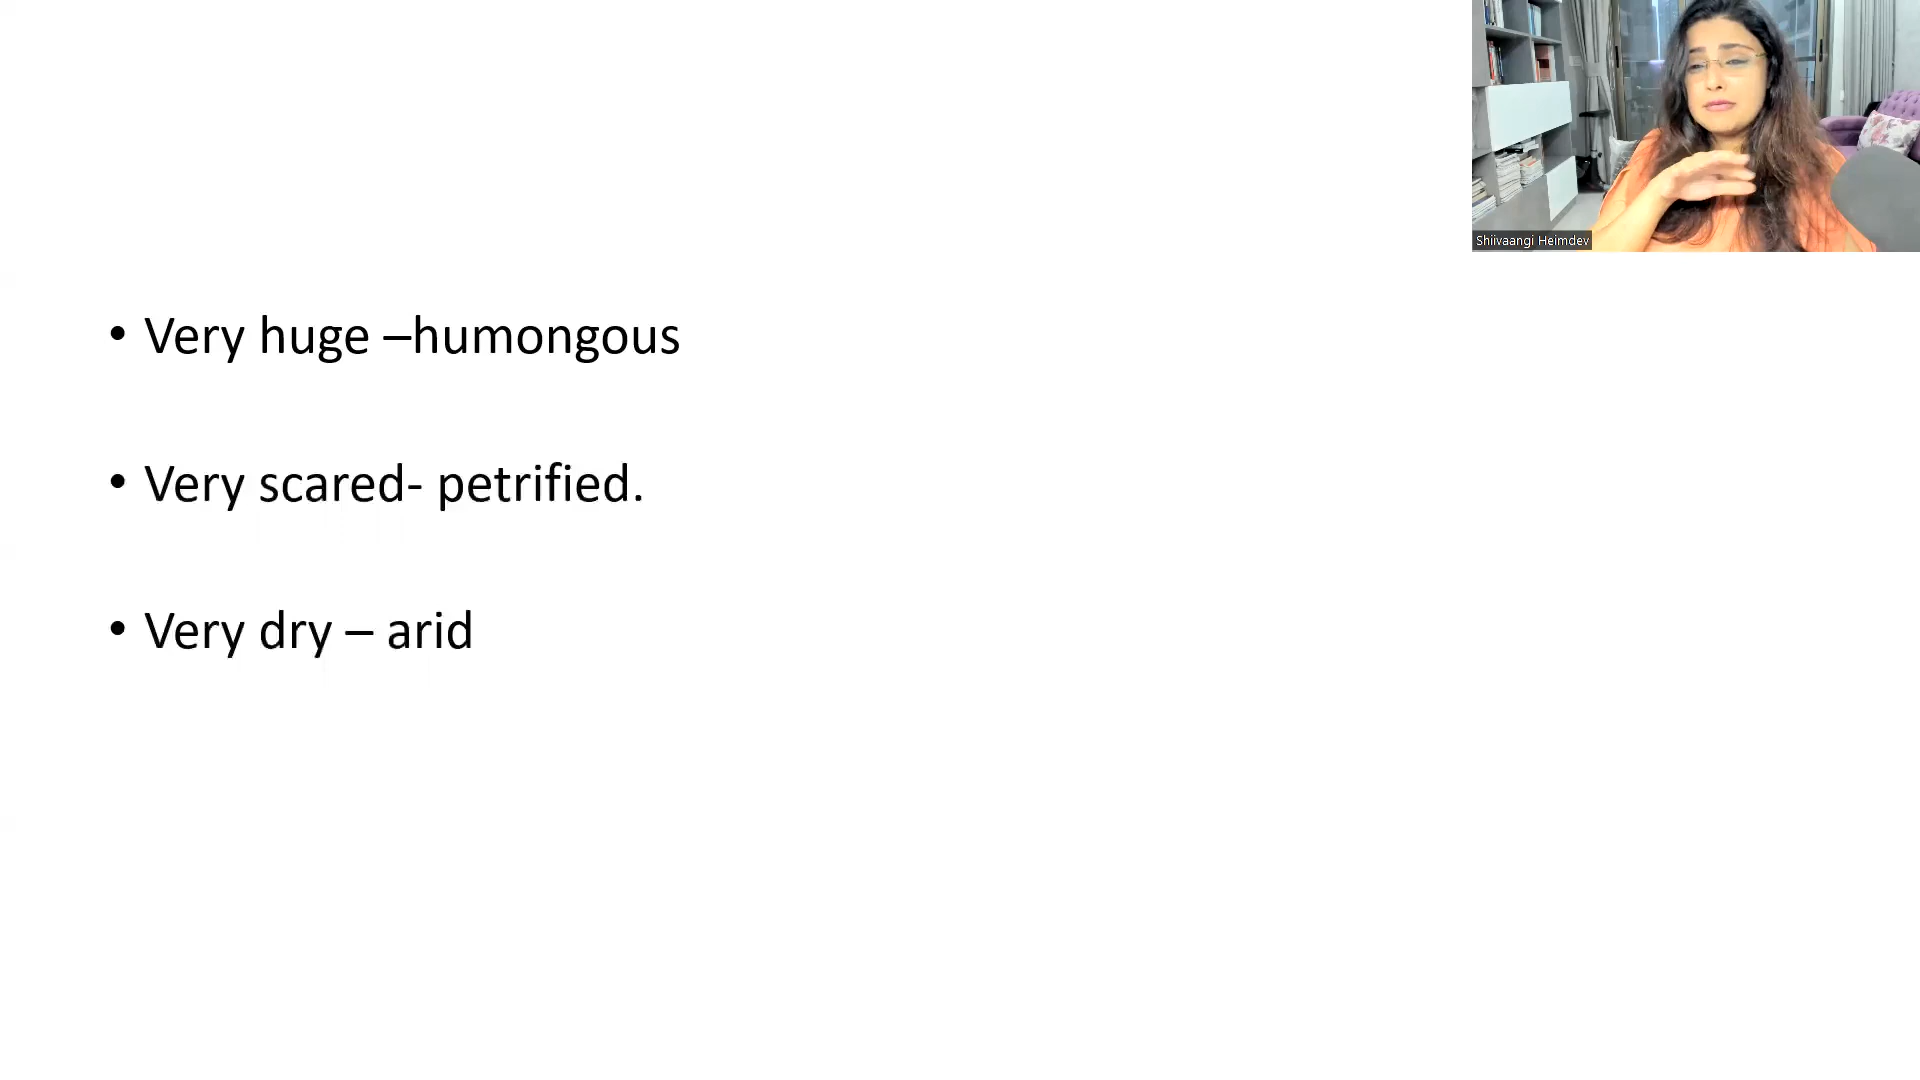 Shiivaangi Heimdev
• Very huge –humongous
• Very scared- petrified.
• Very dry – arid